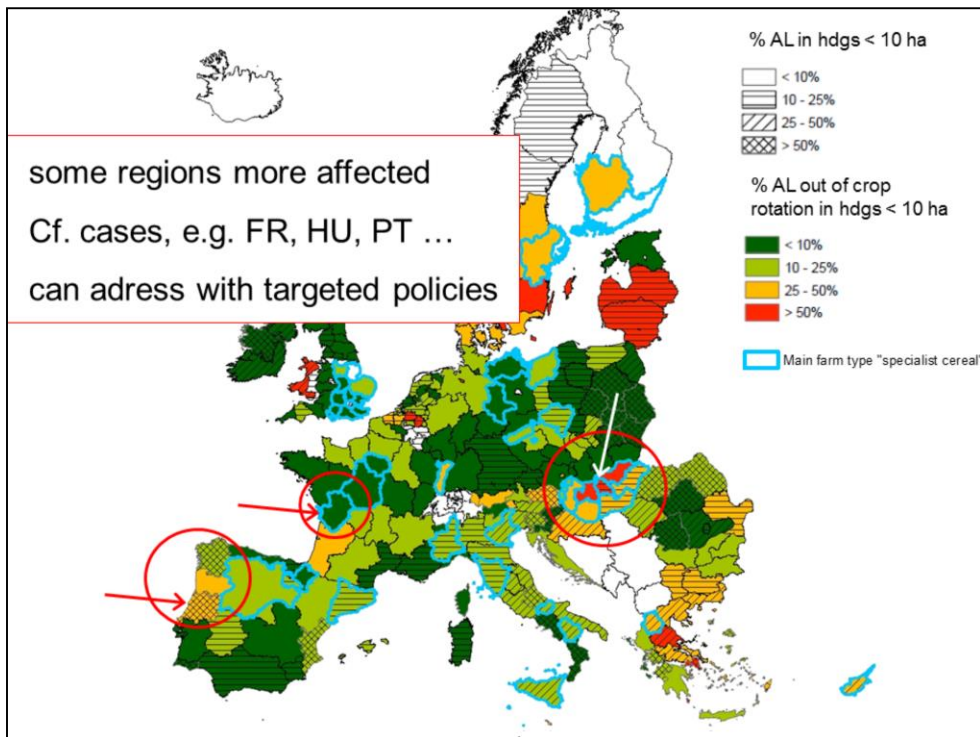 % AL in hdgs < 10 ha
< 10%
10 - 25%
25 - 50%
> 50%
some regions more affected
Cf. cases, e.g. FR, HU, PT ...
can adress with targeted policies
% AL out of crop
rotation in hdgs < 10 ha
< 10%
10 - 25%
25 - 50%
> 50%
Main farm type "specialist cereal"